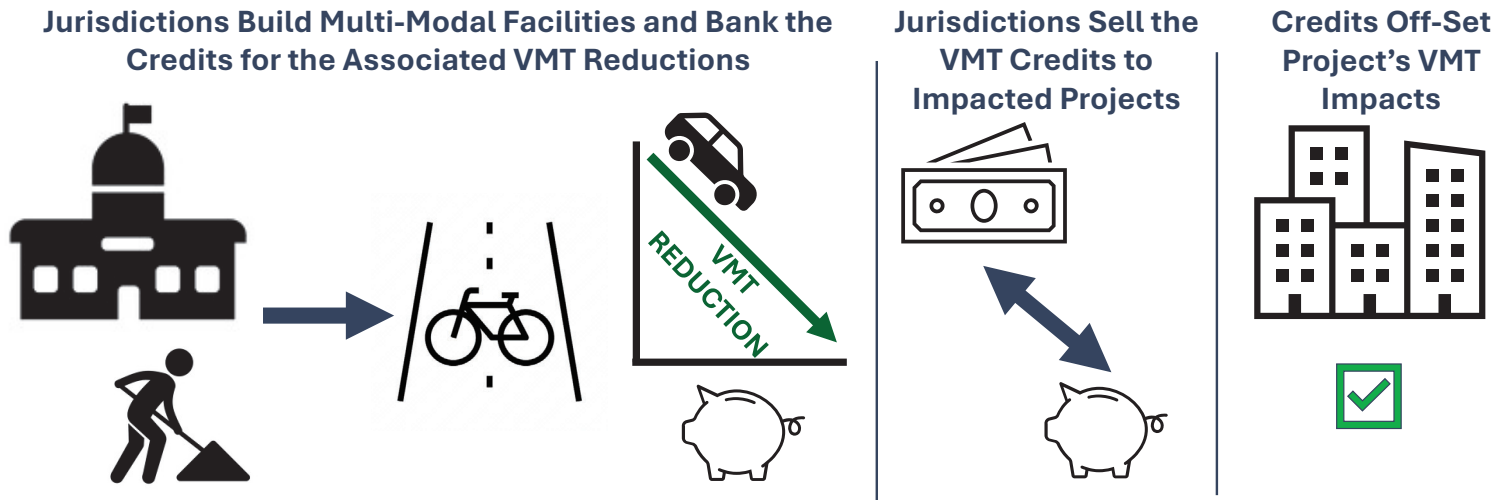 Jurisdictions Build Multi-Modal Facilities and Bank the
Credits for the Associated VMT Reductions
VMT
REDUCTION
Jurisdictions Sell the
VMT Credits to
Impacted Projects
Credits Off-Set
Project’s VMT
Impacts